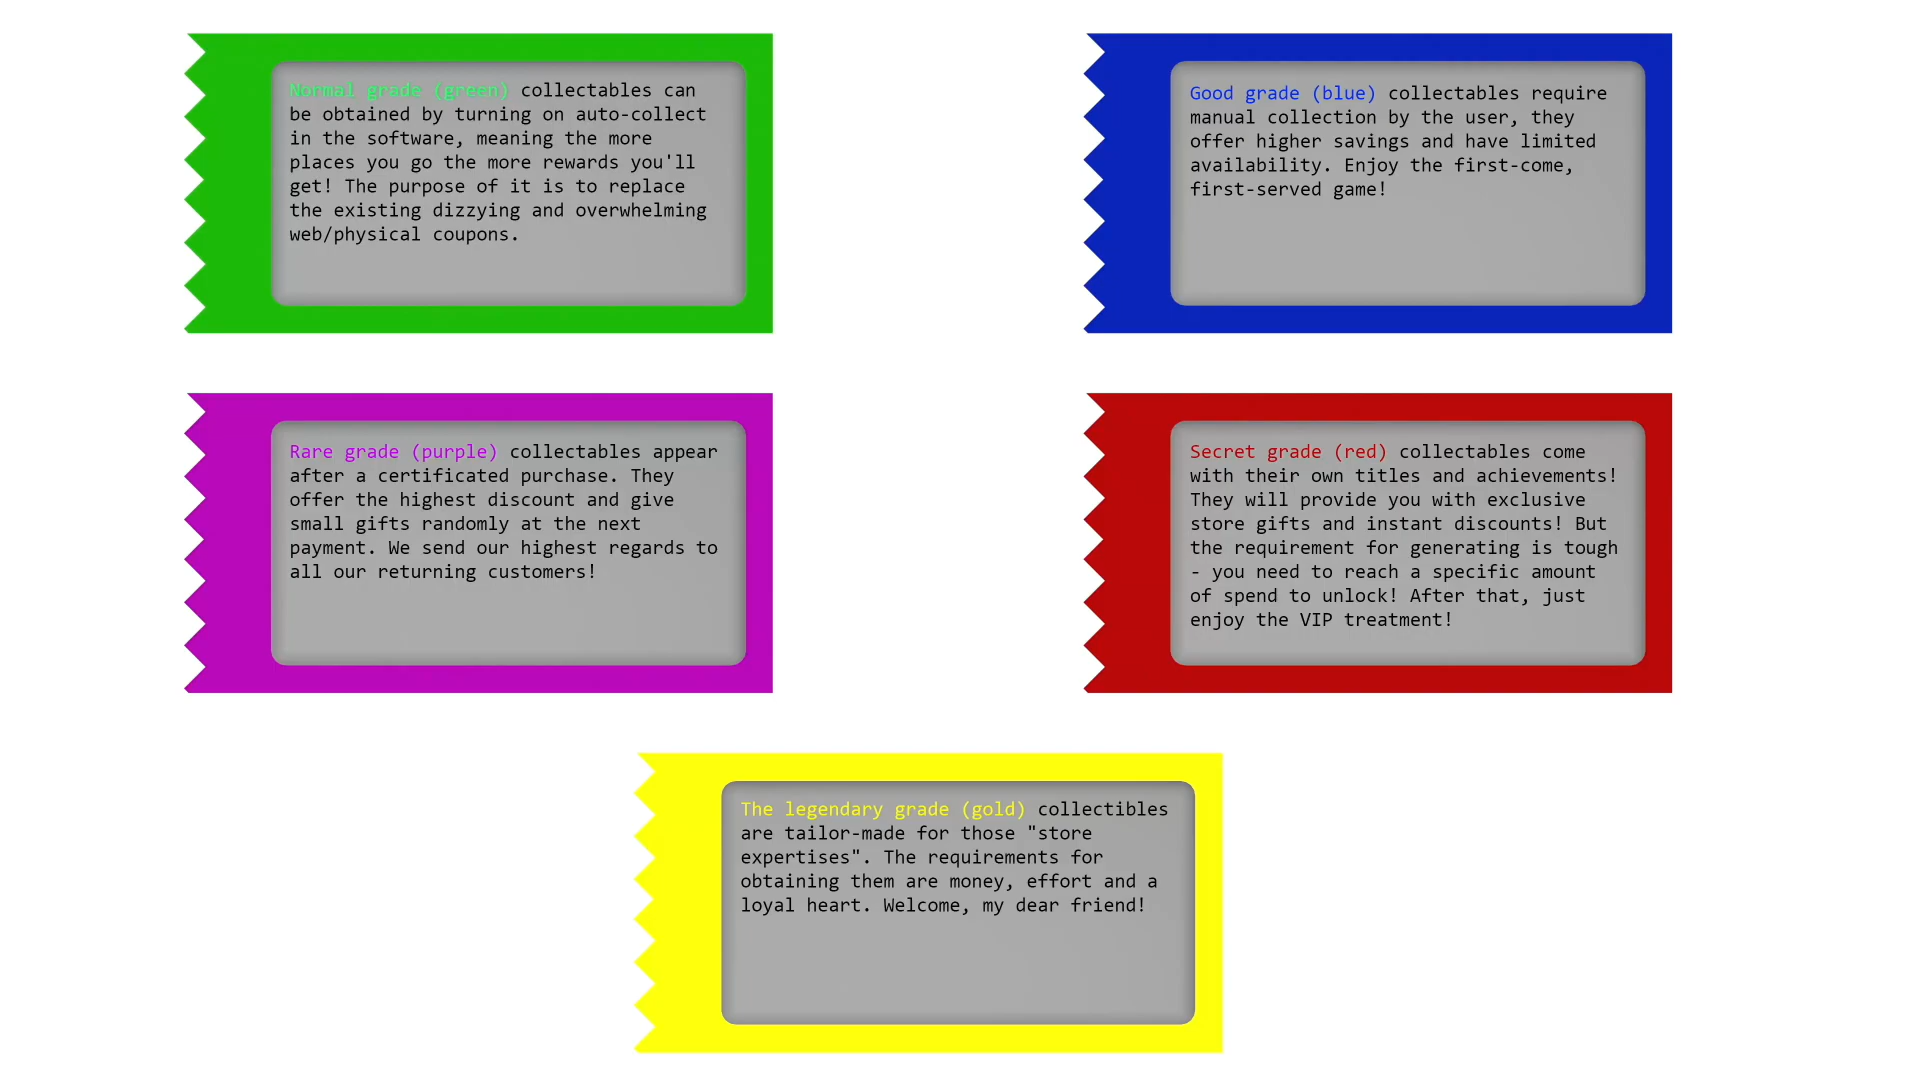 Normal grade (green) collectables can
be obtained by turning on auto-collect
in the software, meaning the more
places you go the more rewards you'll
get! The purpose of it is to replace
the existing dizzying and overwhelming
web/physical coupons.
Good grade (blue) collectables require
manual collection by the user, they
offer higher savings and have limited
availability. Enjoy the first-come,
first-served game!
Rare grade (purple) collectables appear
after a certificated purchase. They
offer the highest discount and give
small gifts randomly at the next
payment. We send our highest regards to
all our returning customers!
Secret grade (red) collectables come
with their own titles and achievements!
They will provide you with exclusive
store gifts and instant discounts! But
the requirement for generating is tough
- you need to reach a specific amount
of spend to unlock! After that, just
enjoy the VIP treatment!
The legendary grade (gold) collectibles
are tailor-made for those "store
expertises". The requirements for
obtaining them are money, effort and a
loyal heart. Welcome, my dear friend!